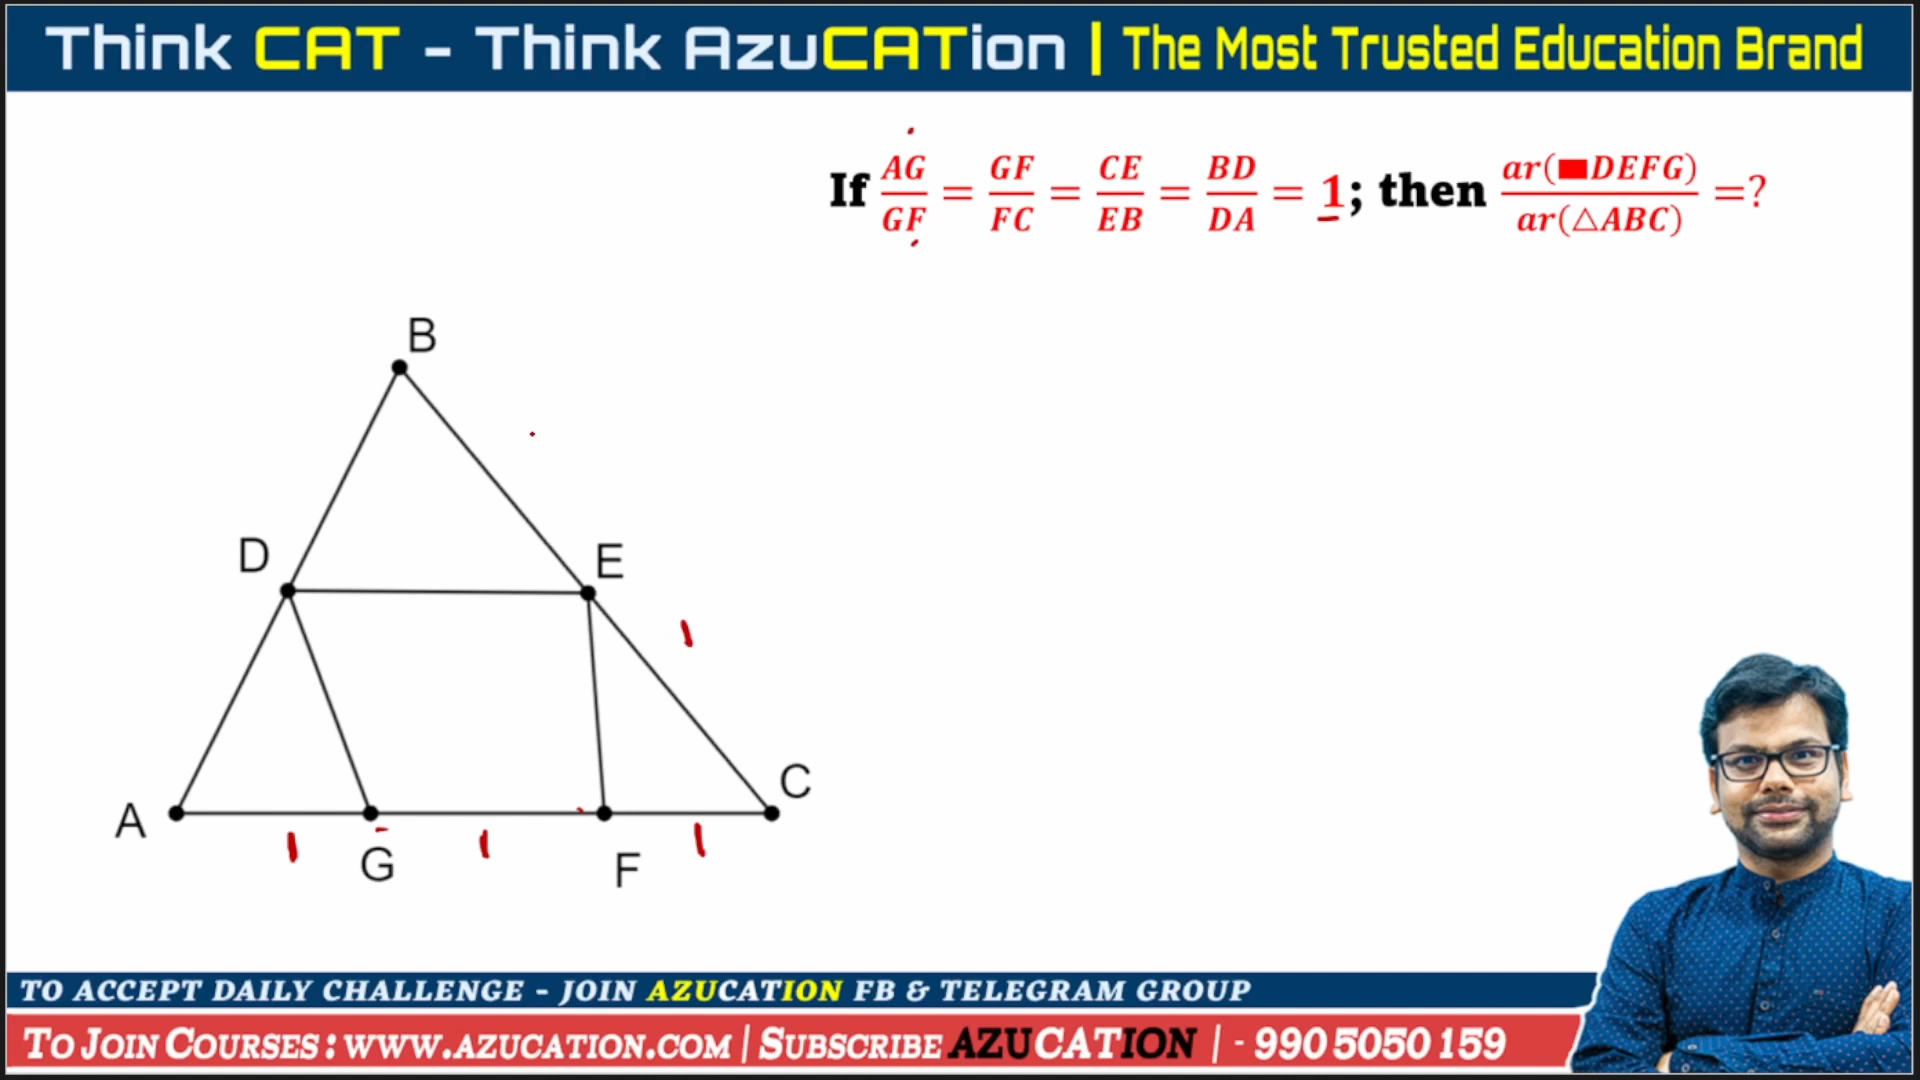 Think CAT - Think AzuCATion | The Most Trusted Education Brand
If AG/GF = GF/FC = CE/EB = BD/DA = 1; then ar(■DEFG)/ar(△ABC) =?
B
D
E
A
C
G
F
TO ACCEPT DAILY CHALLENGE - JOIN AZUCATION FB & TELEGRAM GROUP
TO JOIN COURSES : WWW.AZUCATION.COM | SUBSCRIBE AZUCATION | - 990 5050 159